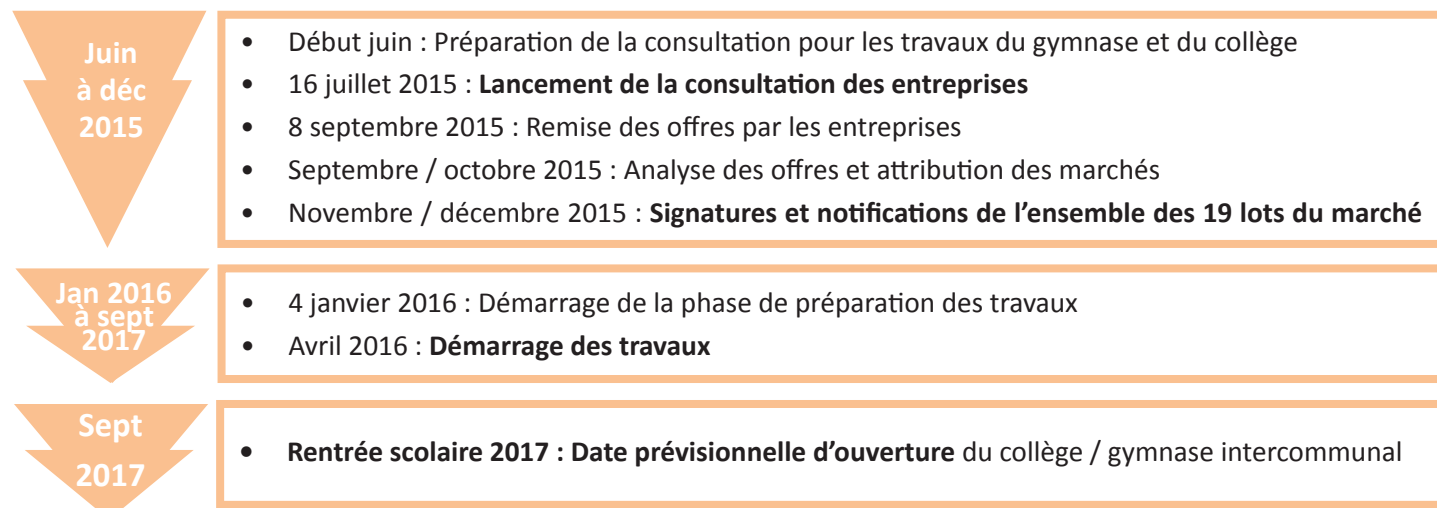 Juin
à déc
2015
• Début juin : Préparation de la consultation pour les travaux du gymnase et du collège
• 16 juillet 2015 : Lancement de la consultation des entreprises
• 8 septembre 2015 : Remise des offres par les entreprises
• Septembre / octobre 2015 : Analyse des offres et attribution des marchés
• Novembre / décembre 2015 : Signatures et notifications de l’ensemble des 19 lots du marché
Jan 2016
à sept
2017
• 4 janvier 2016 : Démarrage de la phase de préparation des travaux
• Avril 2016 : Démarrage des travaux
Sept
2017
• Rentrée scolaire 2017 : Date prévisionnelle d’ouverture du collège / gymnase intercommunal